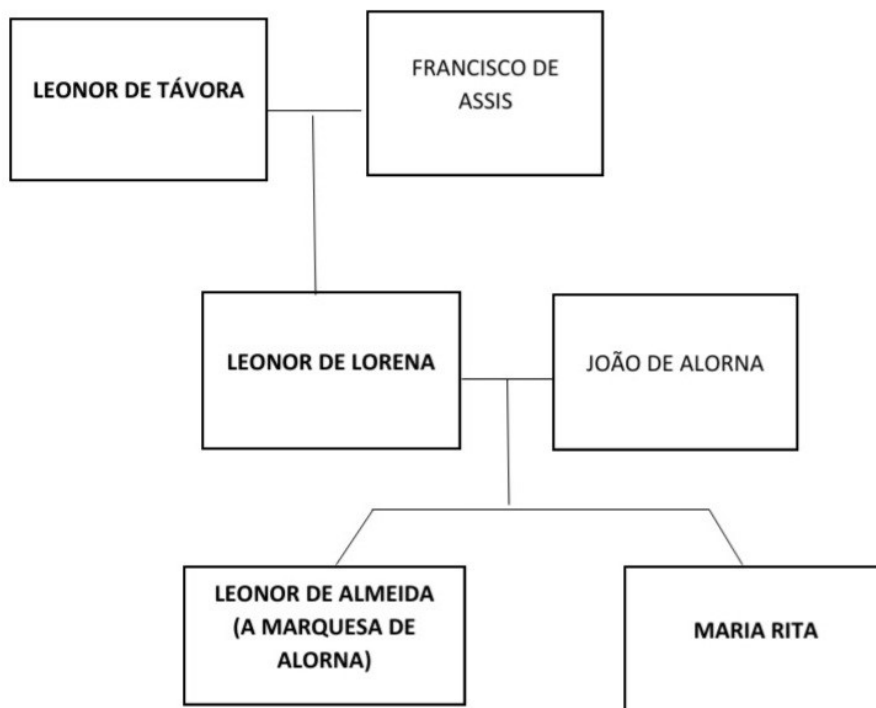 LEONOR DE TÁVORA
FRANCISCO DE
ASSIS
LEONOR DE LORENA
JOÃO DE ALORNA
LEONOR DE ALMEIDA
(A MARQUESA DE
ALORNA)
MARIA RITA